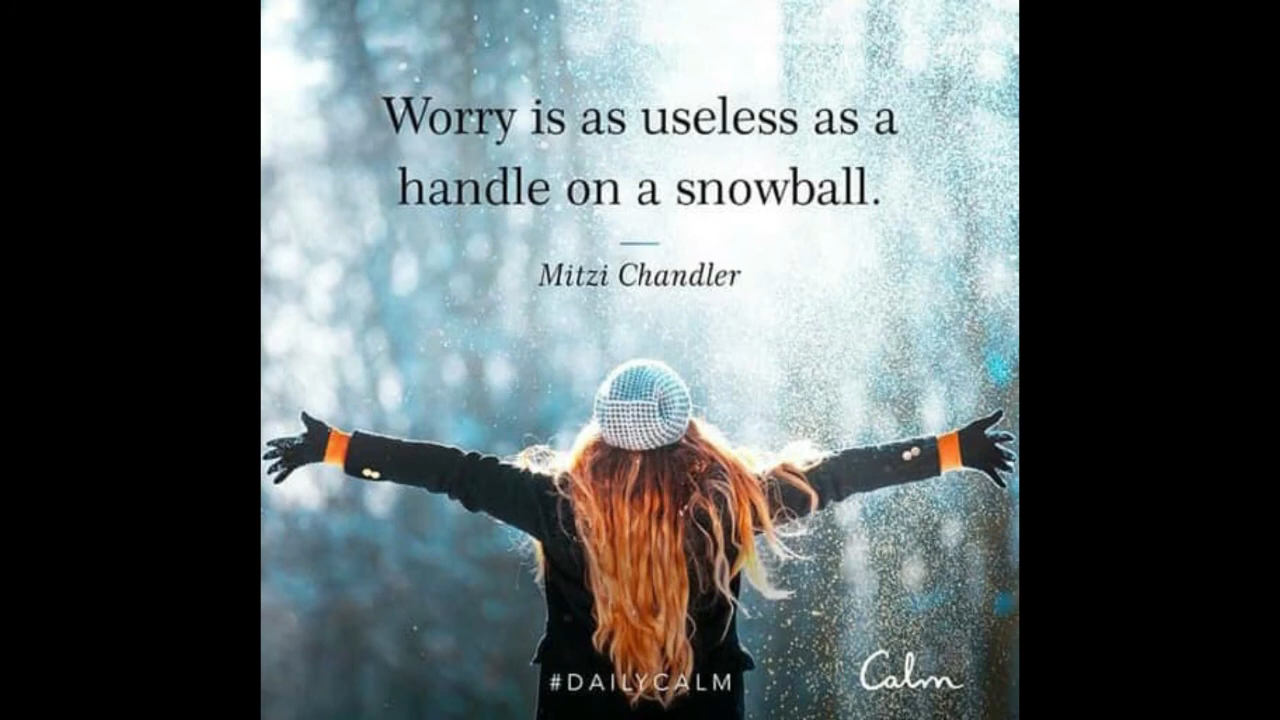 Worry is as useless as a
handle on a snowball.
Mitzi Chandler
#DAILYCALM
Calm